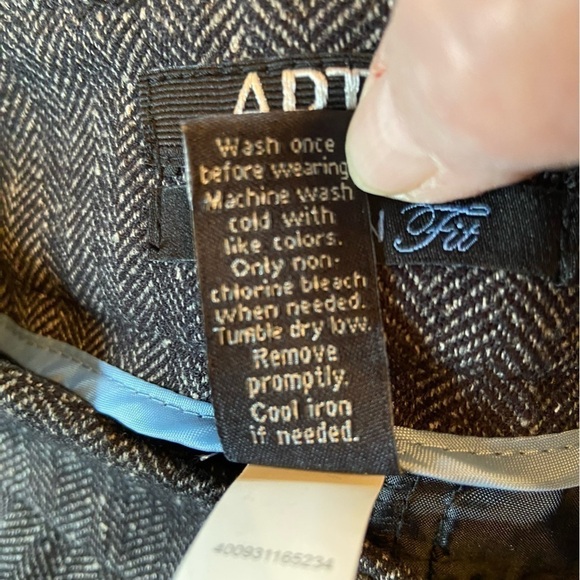 APT
Wash once
before wearing
Machine wash
cold with
like colors.
Only non-
chlorine bleach
when needed.
Tumble dry low.
Remove
promptly.
Cool iron
if needed.
N Fit
400931165234